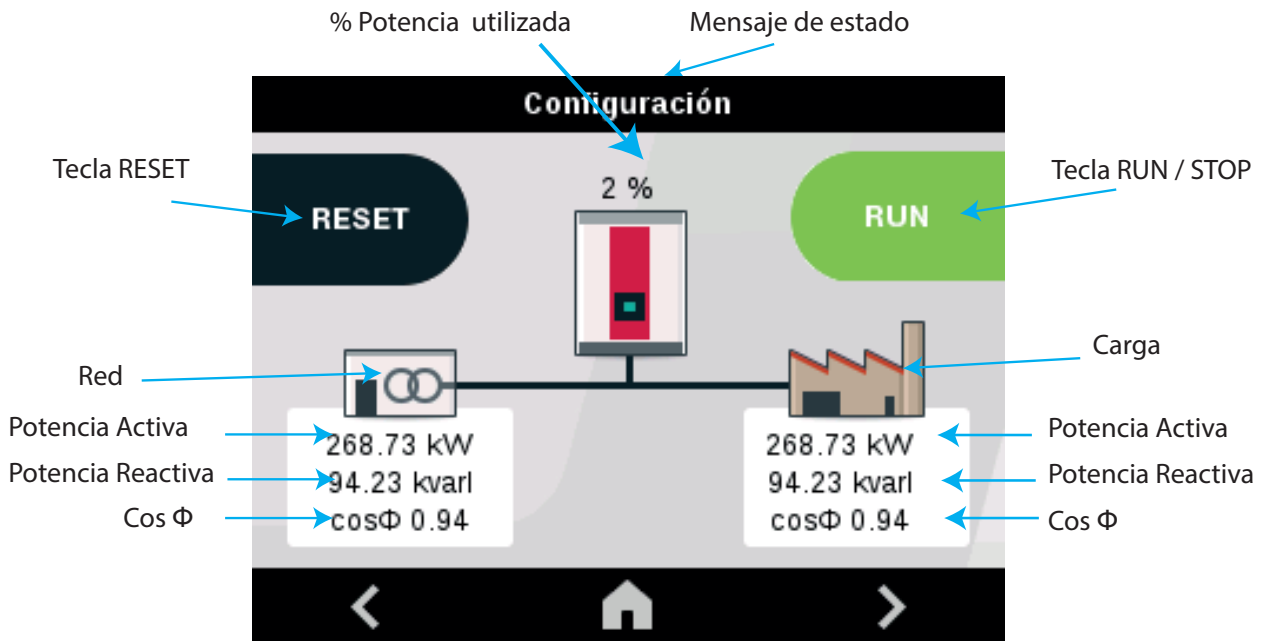 % Potencia utilizada
Mensaje de estado
Configuración
Tecla RESET
2 %
Tecla RUN / STOP
RESET
RUN
Carga
Red
Potencia Activa
268.73 kW
268.73 kW
Potencia Activa
Potencia Reactiva
94.23 kvarl
94.23 kvarl
Potencia Reactiva
Cos Φ
cosΦ 0.94
cosΦ 0.94
Cos Φ